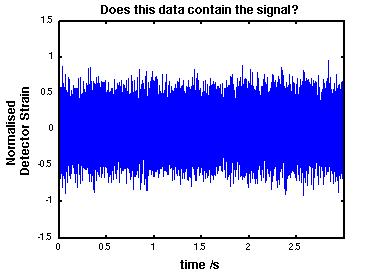 Does this data contain the signal?
1.5
1
0.5
0
-0.5
-1
-1.5
Normalised
Detector Strain
0 0.5 1 1.5 2 2.5
time /s